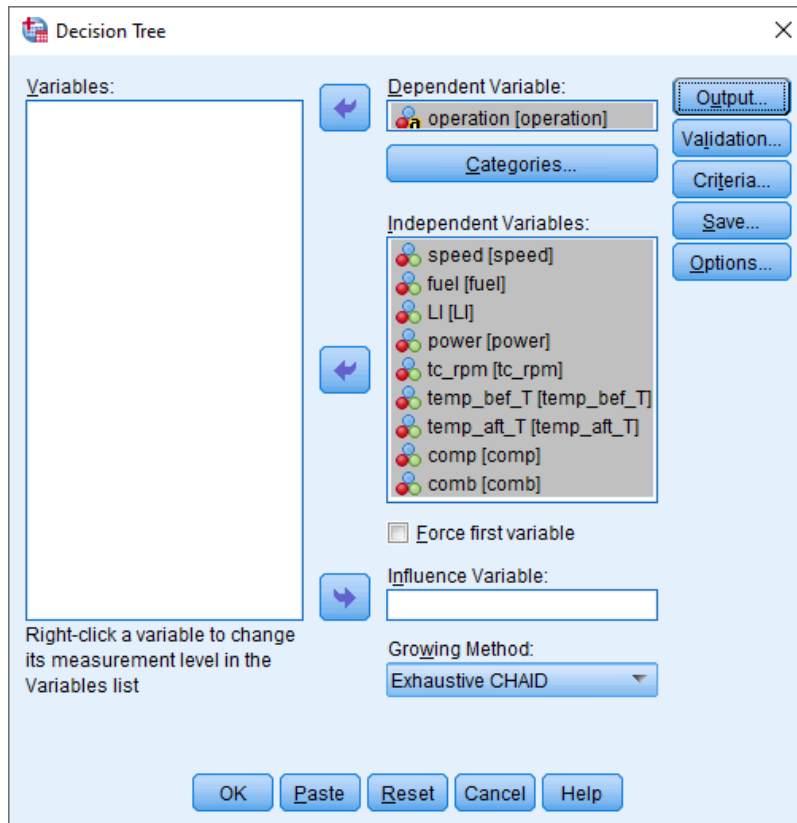 Decision Tree
Variables:
Dependent Variable:
operation [operation]
Categories...
Independent Variables:
speed [speed]
fuel [fuel]
LI [LI]
power [power]
tc_rpm [tc_rpm]
temp_bef_T [temp_bef_T]
temp_aft_T [temp_aft_T]
comp [comp]
comb [comb]
Force first variable
Influence Variable:
Growing Method:
Exhaustive CHAID
Right-click a variable to change
its measurement level in the
Variables list
Output...
Validation...
Criteria...
Save...
Options...
OK
Paste
Reset
Cancel
Help